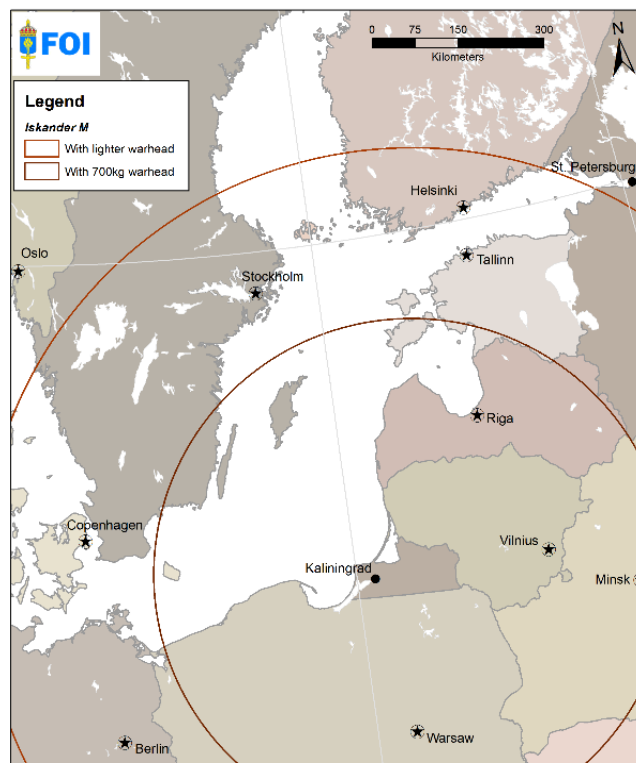 FOI
0 150 300
Kilometers
N
Legend
Iskander M
With lighter warhead
With 700kg warhead
St. Petersburg
Helsinki
Oslo
Tallinn
Stockholm
Riga
Copenhagen
Vilnius
Kaliningrad
Minsk
Warsaw
Berlin